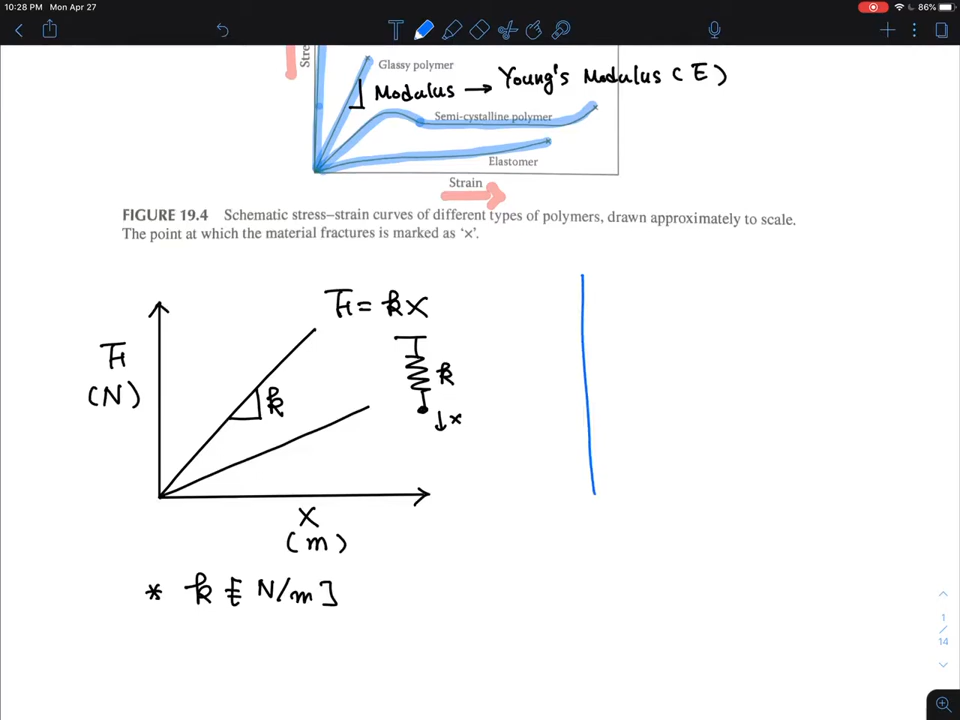 10:28 PM Mon Apr 27
86%
T
Stre
Glassy polymer
Modulus → Young's Modulus (E)
Semi-cystalline polymer
Elastomer
Strain
FIGURE 19.4 Schematic stress–strain curves of different types of polymers, drawn approximately to scale.
The point at which the material fractures is marked as ‘x’.
F = kx
F
(N)
k
k
↓x
x
(m)
* k [N/m]
1
/
14